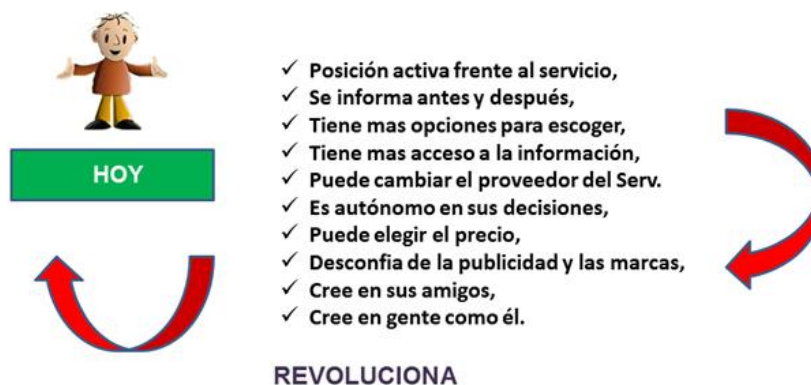 HOY
✓ Posición activa frente al servicio,
✓ Se informa antes y después,
✓ Tiene mas opciones para escoger,
✓ Tiene mas acceso a la información,
✓ Puede cambiar el proveedor del Serv.
✓ Es autónomo en sus decisiones,
✓ Puede elegir el precio,
✓ Desconfia de la publicidad y las marcas,
✓ Cree en sus amigos,
✓ Cree en gente como él.
REVOLUCIONA